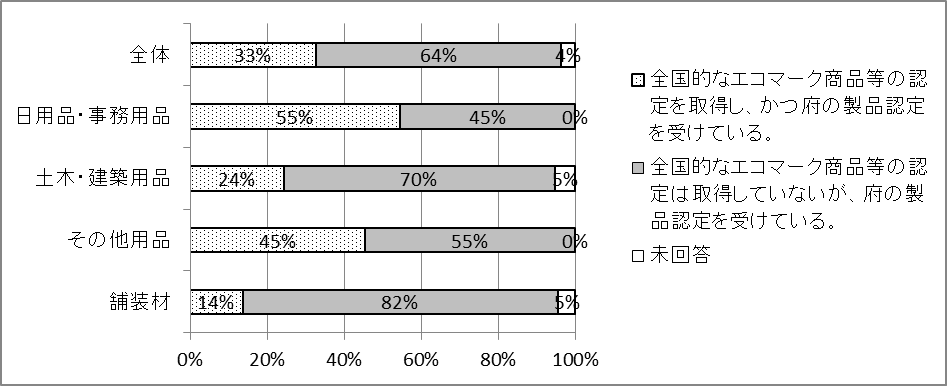 全体 33% 64% 4%
日用品・事務用品 55% 45% 0%
土木・建築用品 24% 70% 5%
その他用品 45% 55% 0%
舗装材 14% 82% 5%
0% 20% 40% 60% 80% 100%
全国的なエコマーク商品等の認
定を取得し、かつ府の製品認定
を受けている。
全国的なエコマーク商品等の認
定は取得していないが、府の製
品認定を受けている。
未回答